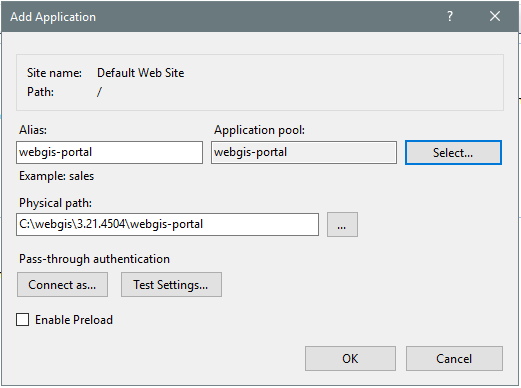 Add Application
?
Site name: Default Web Site
Path: /
Alias: Application pool:
webgis-portal webgis-portal Select...
Example: sales
Physical path:
C:\webgis\3.21.4504\webgis-portal ...
Pass-through authentication
Connect as... Test Settings...
Enable Preload
OK Cancel